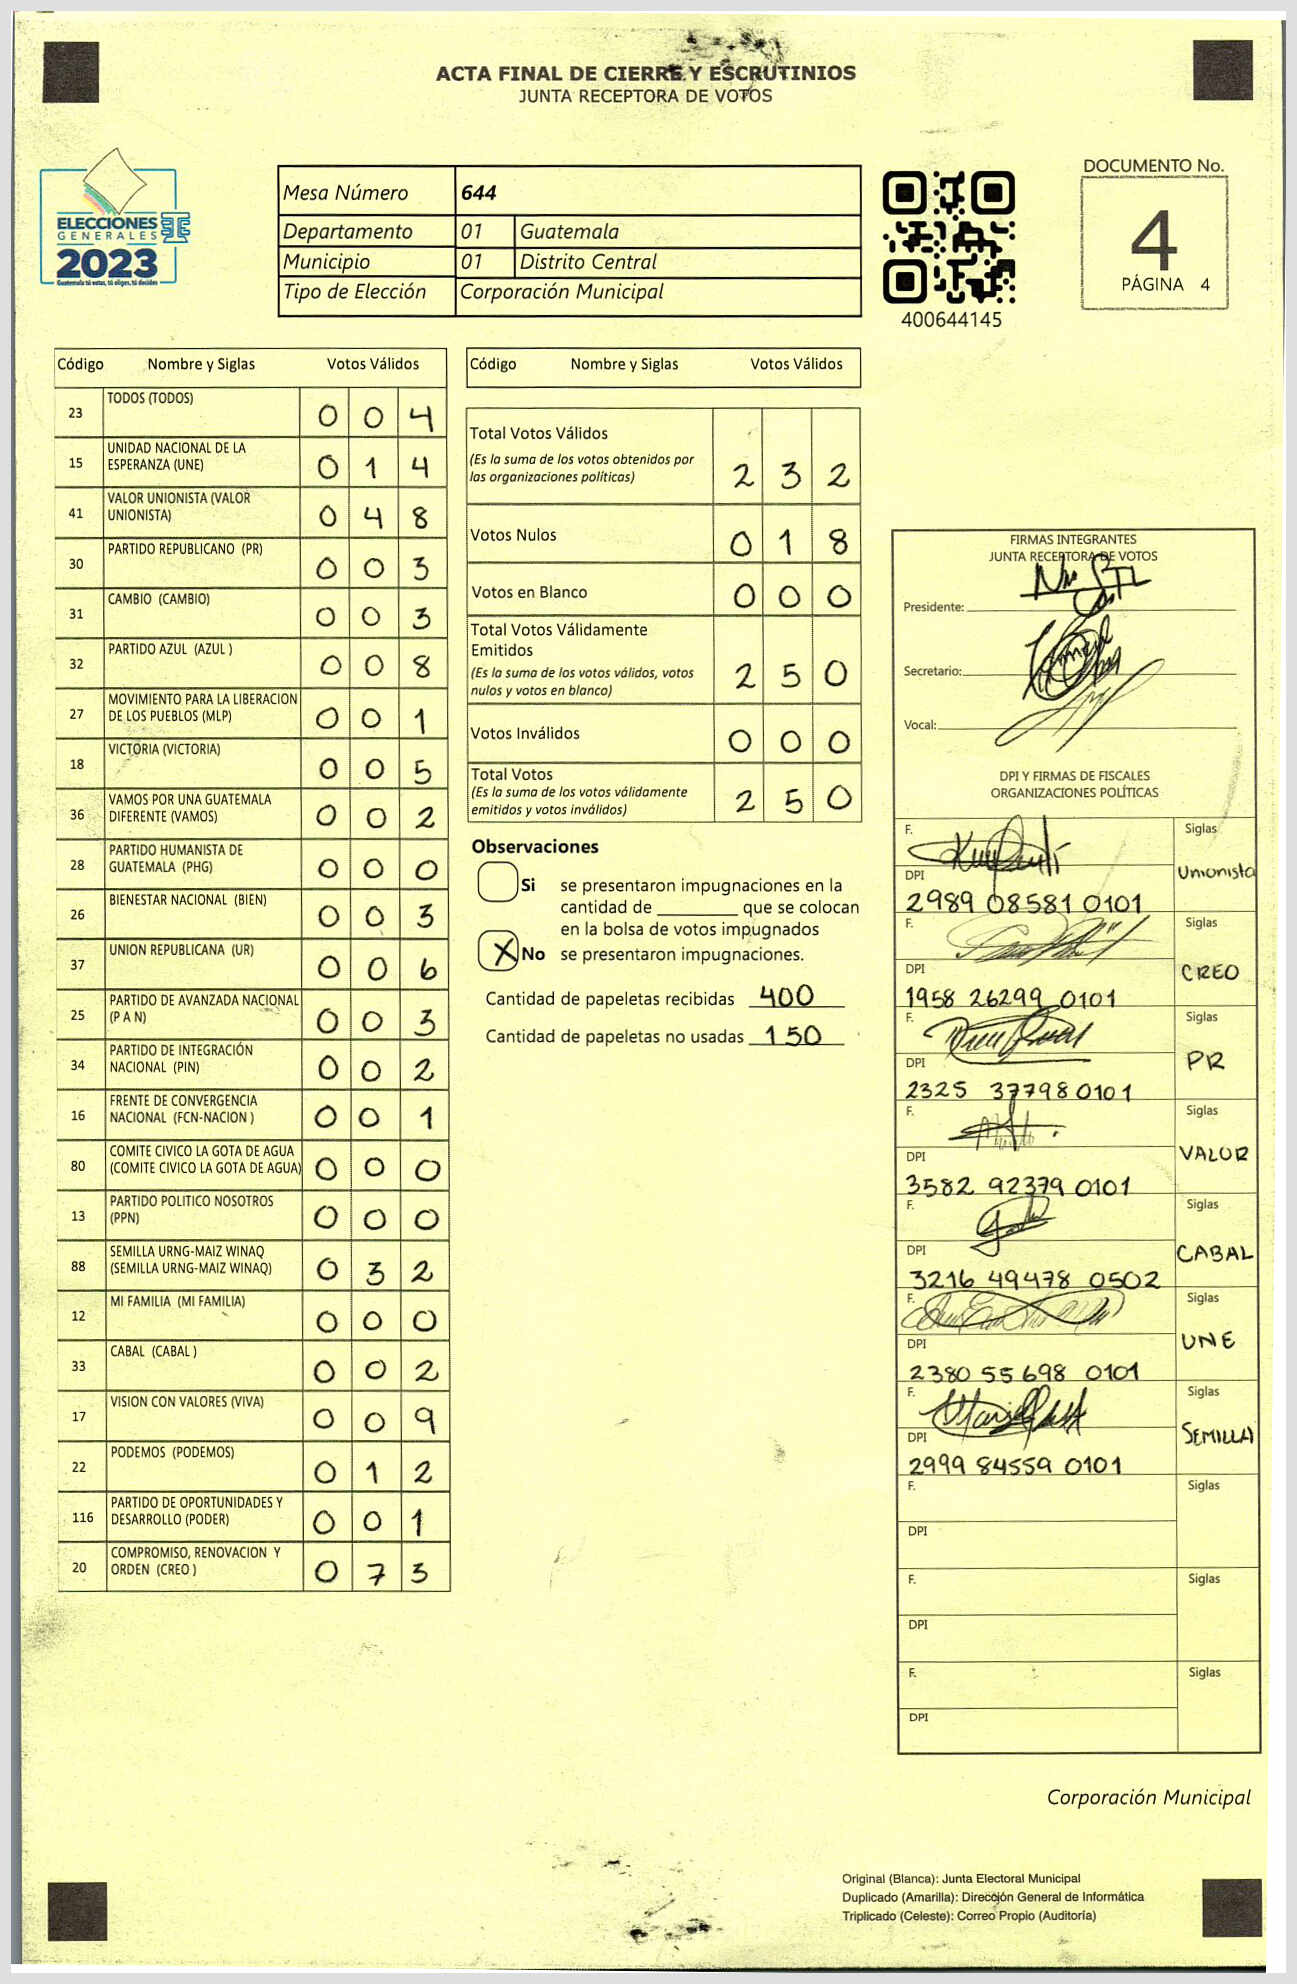 ACTA FINAL DE CIERRE Y ESCRUTINIOS
JUNTA RECEPTORA DE VOTOS
ELECCIONES
GENERALES
2023
Guatemala tú votas, tú eliges, tú decides
Mesa Número 644
Departamento 01 Guatemala
Municipio 01 Distrito Central
Tipo de Elección Corporación Municipal
400644145
DOCUMENTO No.
4
PÁGINA 4
Código Nombre y Siglas Votos Válidos
23 TODOS (TODOS) 0 0 4
15 UNIDAD NACIONAL DE LA
ESPERANZA (UNE) 0 1 4
41 VALOR UNIONISTA (VALOR
UNIONISTA) 0 4 8
30 PARTIDO REPUBLICANO (PR) 0 0 3
31 CAMBIO (CAMBIO) 0 0 3
32 PARTIDO AZUL (AZUL ) 0 0 8
27 MOVIMIENTO PARA LA LIBERACION
DE LOS PUEBLOS (MLP) 0 0 1
18 VICTORIA (VICTORIA) 0 0 5
36 VAMOS POR UNA GUATEMALA
DIFERENTE (VAMOS) 0 0 2
28 PARTIDO HUMANISTA DE
GUATEMALA (PHG) 0 0 0
26 BIENESTAR NACIONAL (BIEN) 0 0 3
37 UNION REPUBLICANA (UR) 0 0 6
25 PARTIDO DE AVANZADA NACIONAL
(P A N) 0 0 3
34 PARTIDO DE INTEGRACIÓN
NACIONAL (PIN) 0 0 2
16 FRENTE DE CONVERGENCIA
NACIONAL (FCN-NACION ) 0 0 1
80 COMITE CIVICO LA GOTA DE AGUA
(COMITE CIVICO LA GOTA DE AGUA) 0 0 0
13 PARTIDO POLITICO NOSOTROS
(PPN) 0 0 0
88 SEMILLA URNG-MAIZ WINAQ
(SEMILLA URNG-MAIZ WINAQ) 0 3 2
12 MI FAMILIA (MI FAMILIA) 0 0 0
33 CABAL (CABAL ) 0 0 2
17 VISION CON VALORES (VIVA) 0 0 9
22 PODEMOS (PODEMOS) 0 1 2
116 PARTIDO DE OPORTUNIDADES Y
DESARROLLO (PODER) 0 0 1
20 COMPROMISO, RENOVACION Y
ORDEN (CREO ) 0 7 3
Código Nombre y Siglas Votos Válidos
Total Votos Válidos
(Es la suma de los votos obtenidos por
las organizaciones políticas) 2 3 2
Votos Nulos 0 1 8
Votos en Blanco 0 0 0
Total Votos Válidamente
Emitidos
(Es la suma de los votos válidos, votos
nulos y votos en blanco) 2 5 0
Votos Inválidos 0 0 0
Total Votos
(Es la suma de los votos válidamente
emitidos y votos inválidos) 2 5 0
Observaciones
Si se presentaron impugnaciones en la
cantidad de ________ que se colocan
en la bolsa de votos impugnados
X No se presentaron impugnaciones.
Cantidad de papeletas recibidas 400
Cantidad de papeletas no usadas 150
FIRMAS INTEGRANTES
JUNTA RECEPTORA DE VOTOS
Presidente:
Secretario:
Vocal:
DPI Y FIRMAS DE FISCALES
ORGANIZACIONES POLÍTICAS
F. Siglas
DPI Unionista
2989 08581 0101
F. Siglas
DPI CREO
1958 26299 0101
F. Siglas
DPI PR
2325 37798 0101
F. Siglas
DPI VALOR
3582 92379 0101
F. Siglas
DPI CABAL
3216 49478 0502
F. Siglas
DPI UNE
2380 55698 0101
F. Siglas
DPI SEMILLA
2999 84559 0101
F. Siglas
DPI
F. Siglas
DPI
F. Siglas
DPI
Corporación Municipal
Original (Blanca): Junta Electoral Municipal
Duplicado (Amarilla): Dirección General de Informática
Triplicado (Celeste): Correo Propio (Auditoría)